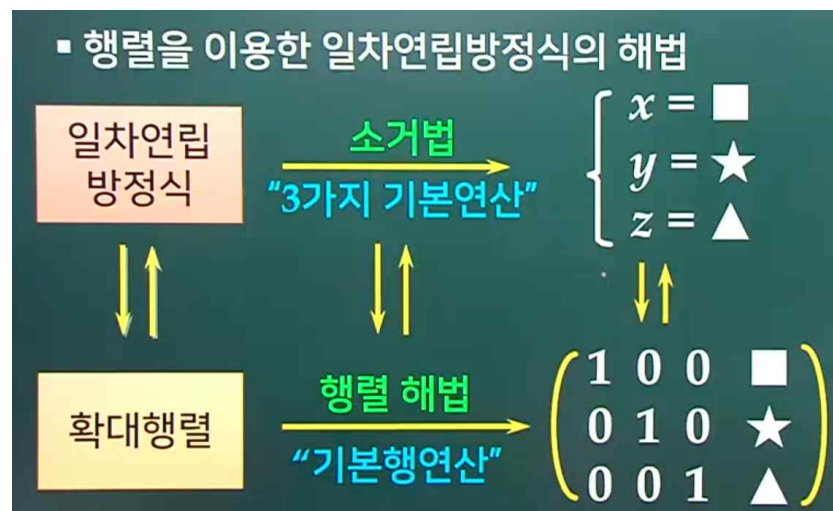 ▪ 행렬을 이용한 일차연립방정식의 해법
일차연립
방정식
소거법
“3가지 기본연산”
x = ■
y = ★
z = ▲
확대행렬
행렬 해법
“기본행연산”
1 0 0 ■
0 1 0 ★
0 0 1 ▲